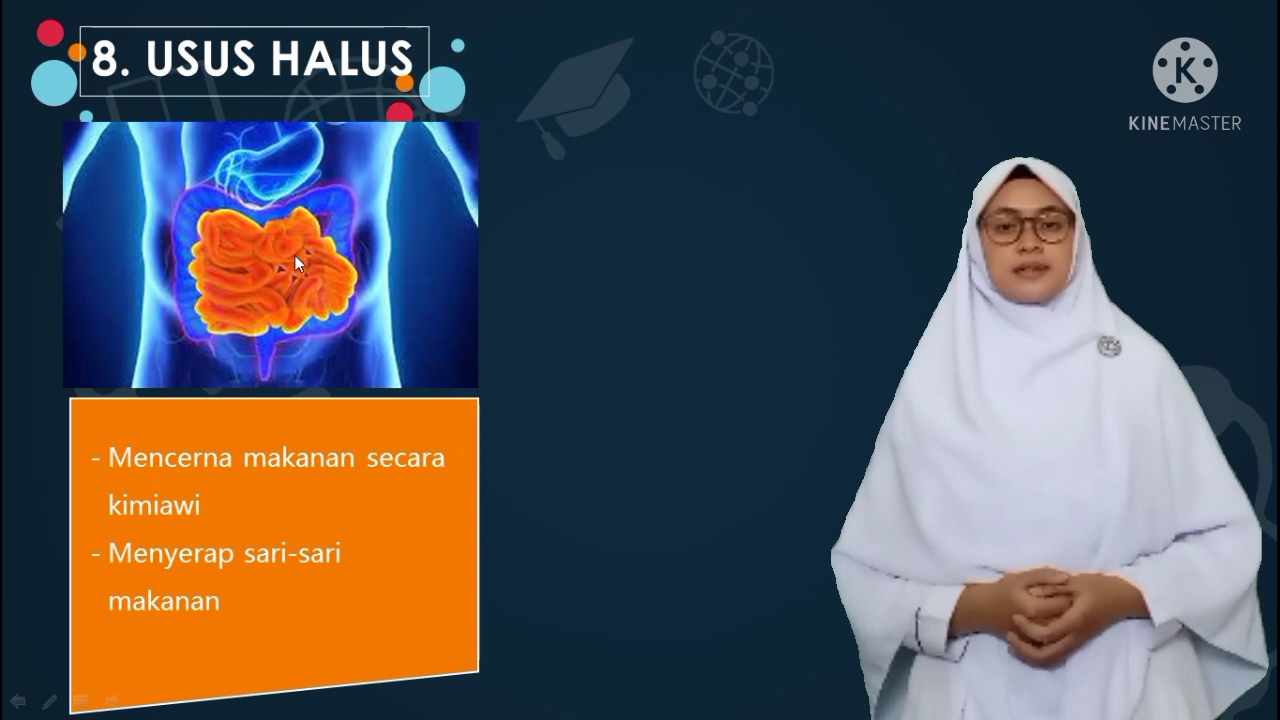 8. USUS HALUS
K
KINEMASTER
- Mencerna makanan secara
kimiawi
- Menyerap sari-sari
makanan